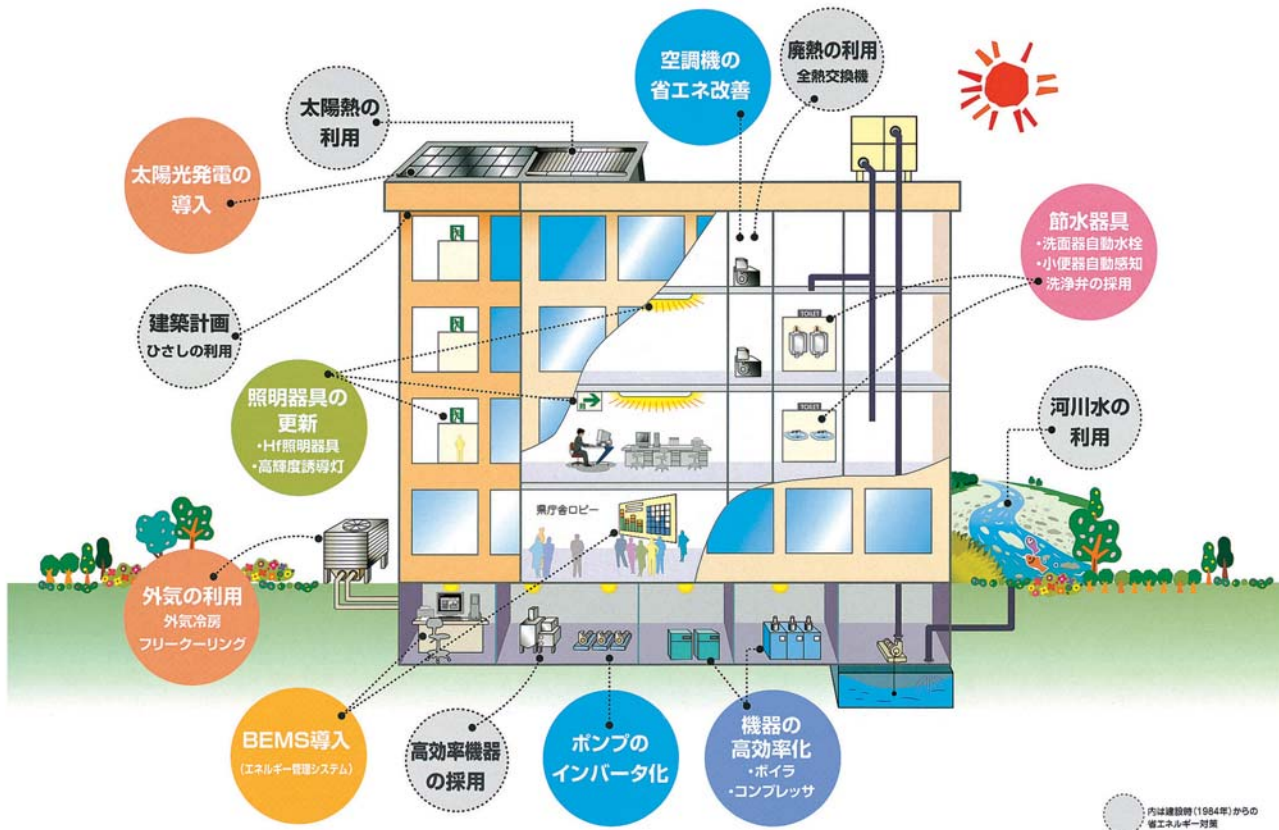 空調機の
省エネ改善
廃熱の利用
全熱交換機
太陽熱の
利用
太陽光発電の
導入
節水器具
・洗面器自動水栓
・小便器自動感知
洗浄弁の採用
建築計画
ひさしの利用
TOILET
照明器具の
更新
・Hf照明器具
・高輝度誘導灯
TOILET
河川水の
利用
県庁舎ロビー
外気の利用
外気冷房
フリークーリング
BEMS導入
(エネルギー管理システム)
高効率機器
の採用
ポンプの
インバータ化
機器の
高効率化
・ボイラ
・コンプレッサ
内は建設時(1984年)からの
省エネルギー対策